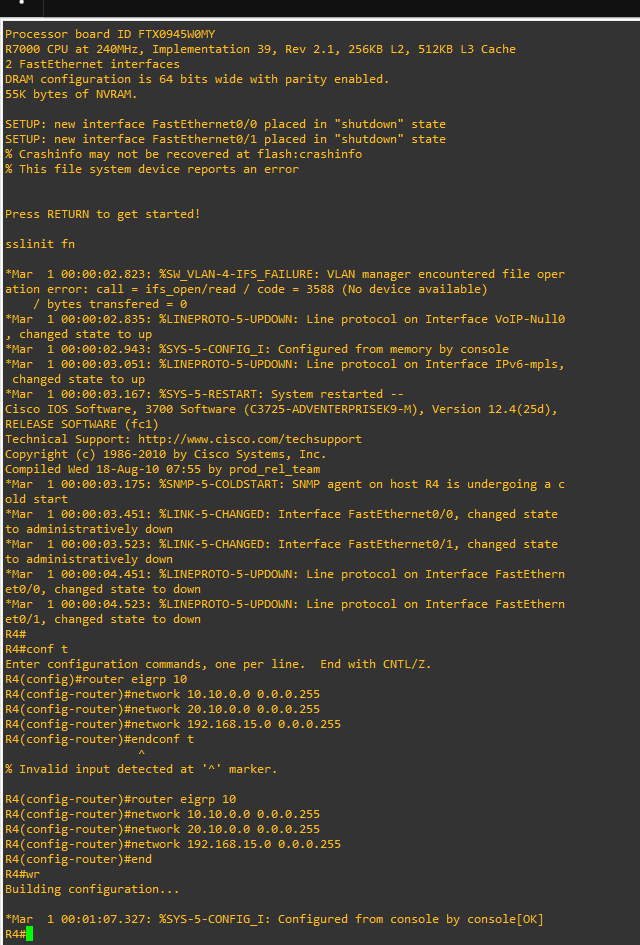 Processor board ID FTX0945W0MY
R7000 CPU at 240MHz, Implementation 39, Rev 2.1, 256KB L2, 512KB L3 Cache
2 FastEthernet interfaces
DRAM configuration is 64 bits wide with parity enabled.
55K bytes of NVRAM.

SETUP: new interface FastEthernet0/0 placed in "shutdown" state
SETUP: new interface FastEthernet0/1 placed in "shutdown" state
% Crashinfo may not be recovered at flash:crashinfo
% This file system device reports an error


Press RETURN to get started!

sslinit fn

*Mar  1 00:00:02.823: %SW_VLAN-4-IFS_FAILURE: VLAN manager encountered file oper
ation error: call = ifs_open/read / code = 3588 (No device available)
    / bytes transfered = 0
*Mar  1 00:00:02.835: %LINEPROTO-5-UPDOWN: Line protocol on Interface VoIP-Null0
, changed state to up
*Mar  1 00:00:02.943: %SYS-5-CONFIG_I: Configured from memory by console
*Mar  1 00:00:03.051: %LINEPROTO-5-UPDOWN: Line protocol on Interface IPv6-mpls,
 changed state to up
*Mar  1 00:00:03.167: %SYS-5-RESTART: System restarted --
Cisco IOS Software, 3700 Software (C3725-ADVENTERPRISEK9-M), Version 12.4(25d),
RELEASE SOFTWARE (fc1)
Technical Support: http://www.cisco.com/techsupport
Copyright (c) 1986-2010 by Cisco Systems, Inc.
Compiled Wed 18-Aug-10 07:55 by prod_rel_team
*Mar  1 00:00:03.175: %SNMP-5-COLDSTART: SNMP agent on host R4 is undergoing a c
old start
*Mar  1 00:00:03.451: %LINK-5-CHANGED: Interface FastEthernet0/0, changed state
to administratively down
*Mar  1 00:00:03.523: %LINK-5-CHANGED: Interface FastEthernet0/1, changed state
to administratively down
*Mar  1 00:00:04.451: %LINEPROTO-5-UPDOWN: Line protocol on Interface FastEthern
et0/0, changed state to down
*Mar  1 00:00:04.523: %LINEPROTO-5-UPDOWN: Line protocol on Interface FastEthern
et0/1, changed state to down
R4#
R4#conf t
Enter configuration commands, one per line.  End with CNTL/Z.
R4(config)#router eigrp 10
R4(config-router)#network 10.10.0.0 0.0.0.255
R4(config-router)#network 20.10.0.0 0.0.0.255
R4(config-router)#network 192.168.15.0 0.0.0.255
R4(config-router)#endconf t
                   ^
% Invalid input detected at '^' marker.

R4(config-router)#router eigrp 10
R4(config-router)#network 10.10.0.0 0.0.0.255
R4(config-router)#network 20.10.0.0 0.0.0.255
R4(config-router)#network 192.168.15.0 0.0.0.255
R4(config-router)#end
R4#wr
Building configuration...

*Mar  1 00:01:07.327: %SYS-5-CONFIG_I: Configured from console by console[OK]
R4#